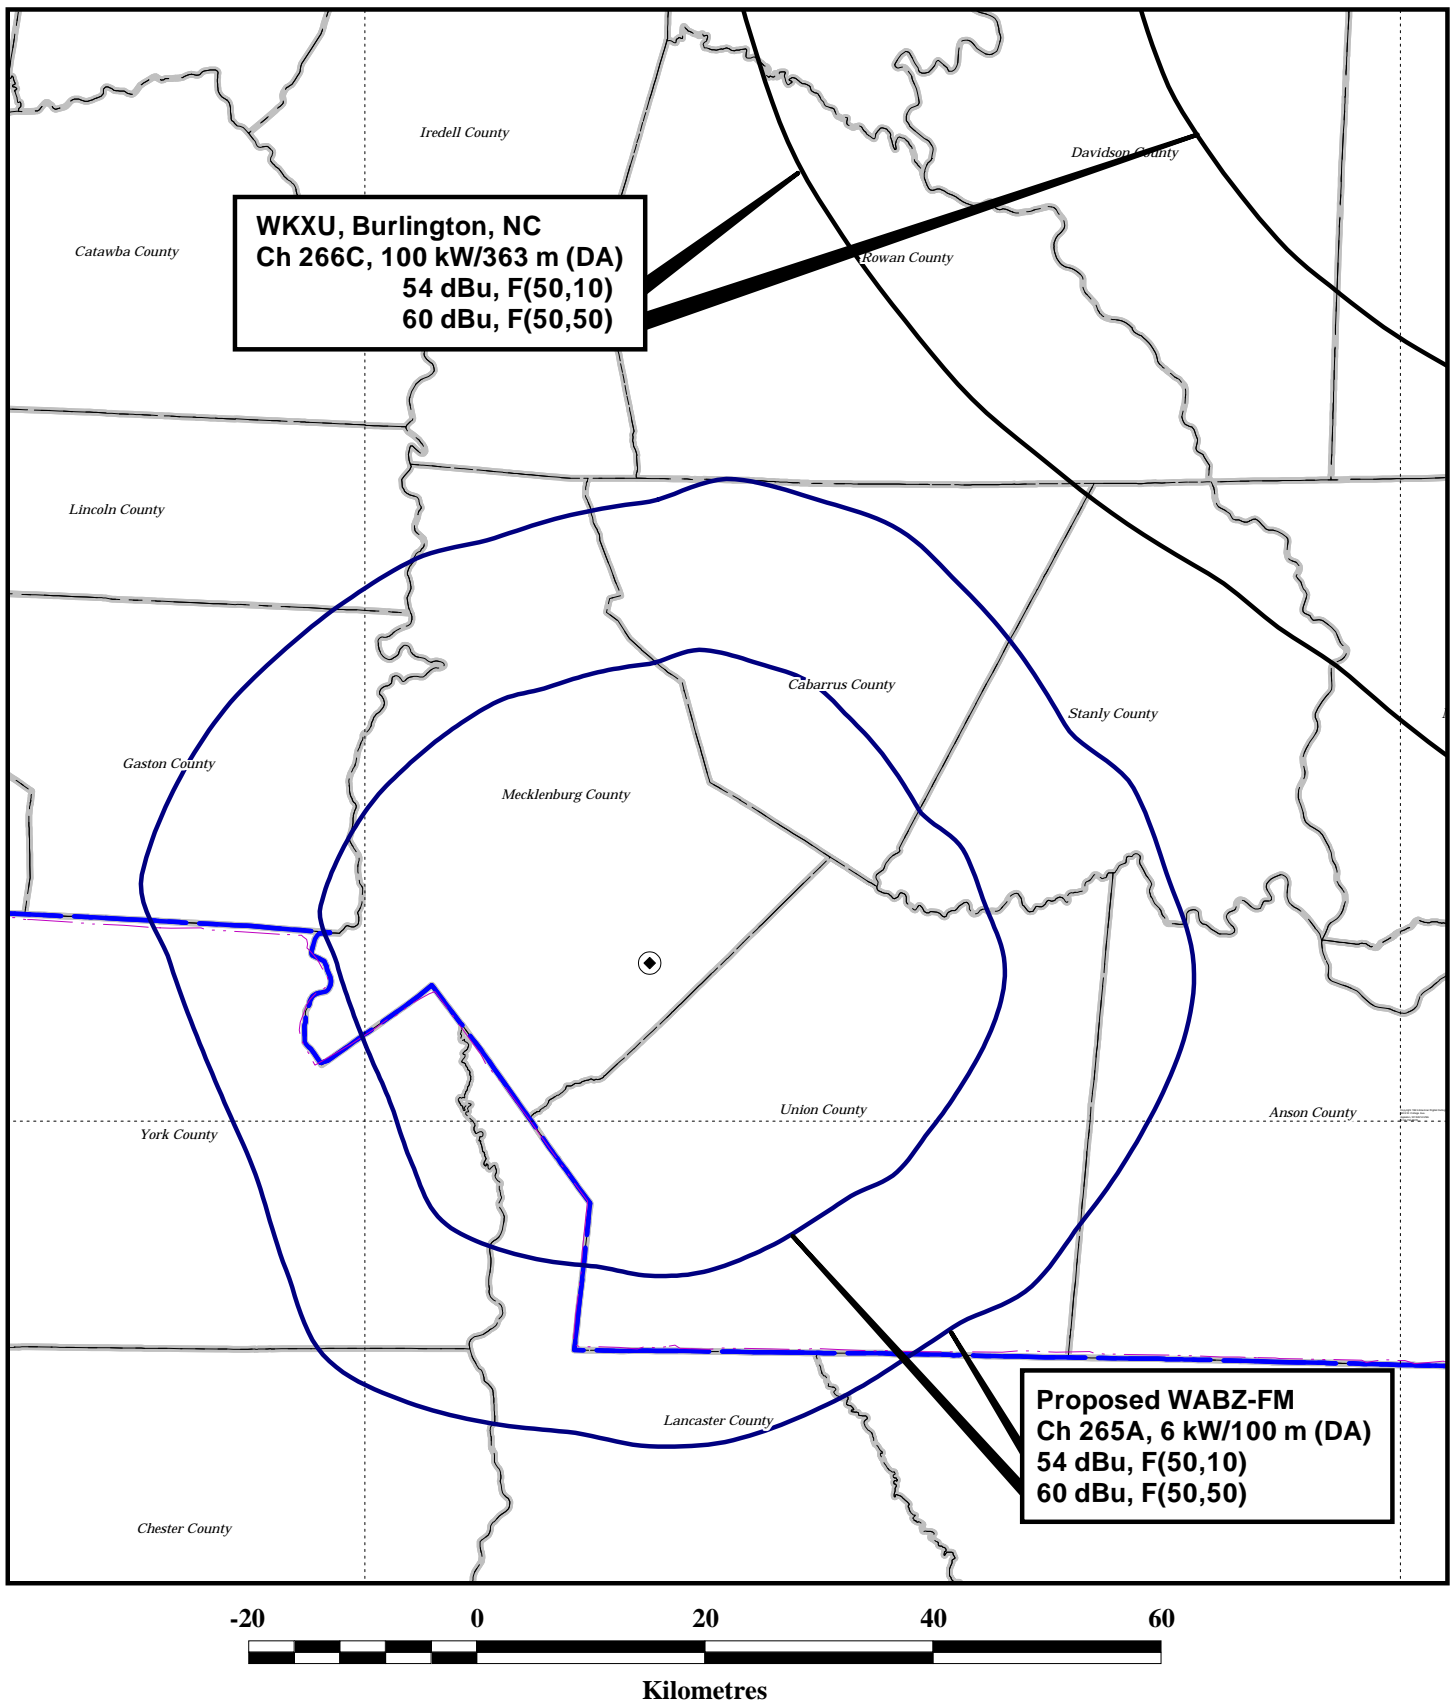 Iredell County
Davidson County
WKXU, Burlington, NC
Ch 266C, 100 kW/363 m (DA)
54 dBu, F(50,10)
60 dBu, F(50,50)
Catawba County
Rowan County
Lincoln County
Cabarrus County
Stanly County
Gaston County
Mecklenburg County
Union County
Anson County
York County
Proposed WABZ-FM
Ch 265A, 6 kW/100 m (DA)
54 dBu, F(50,10)
60 dBu, F(50,50)
Lancaster County
Chester County
-20 0 20 40 60
Kilometres